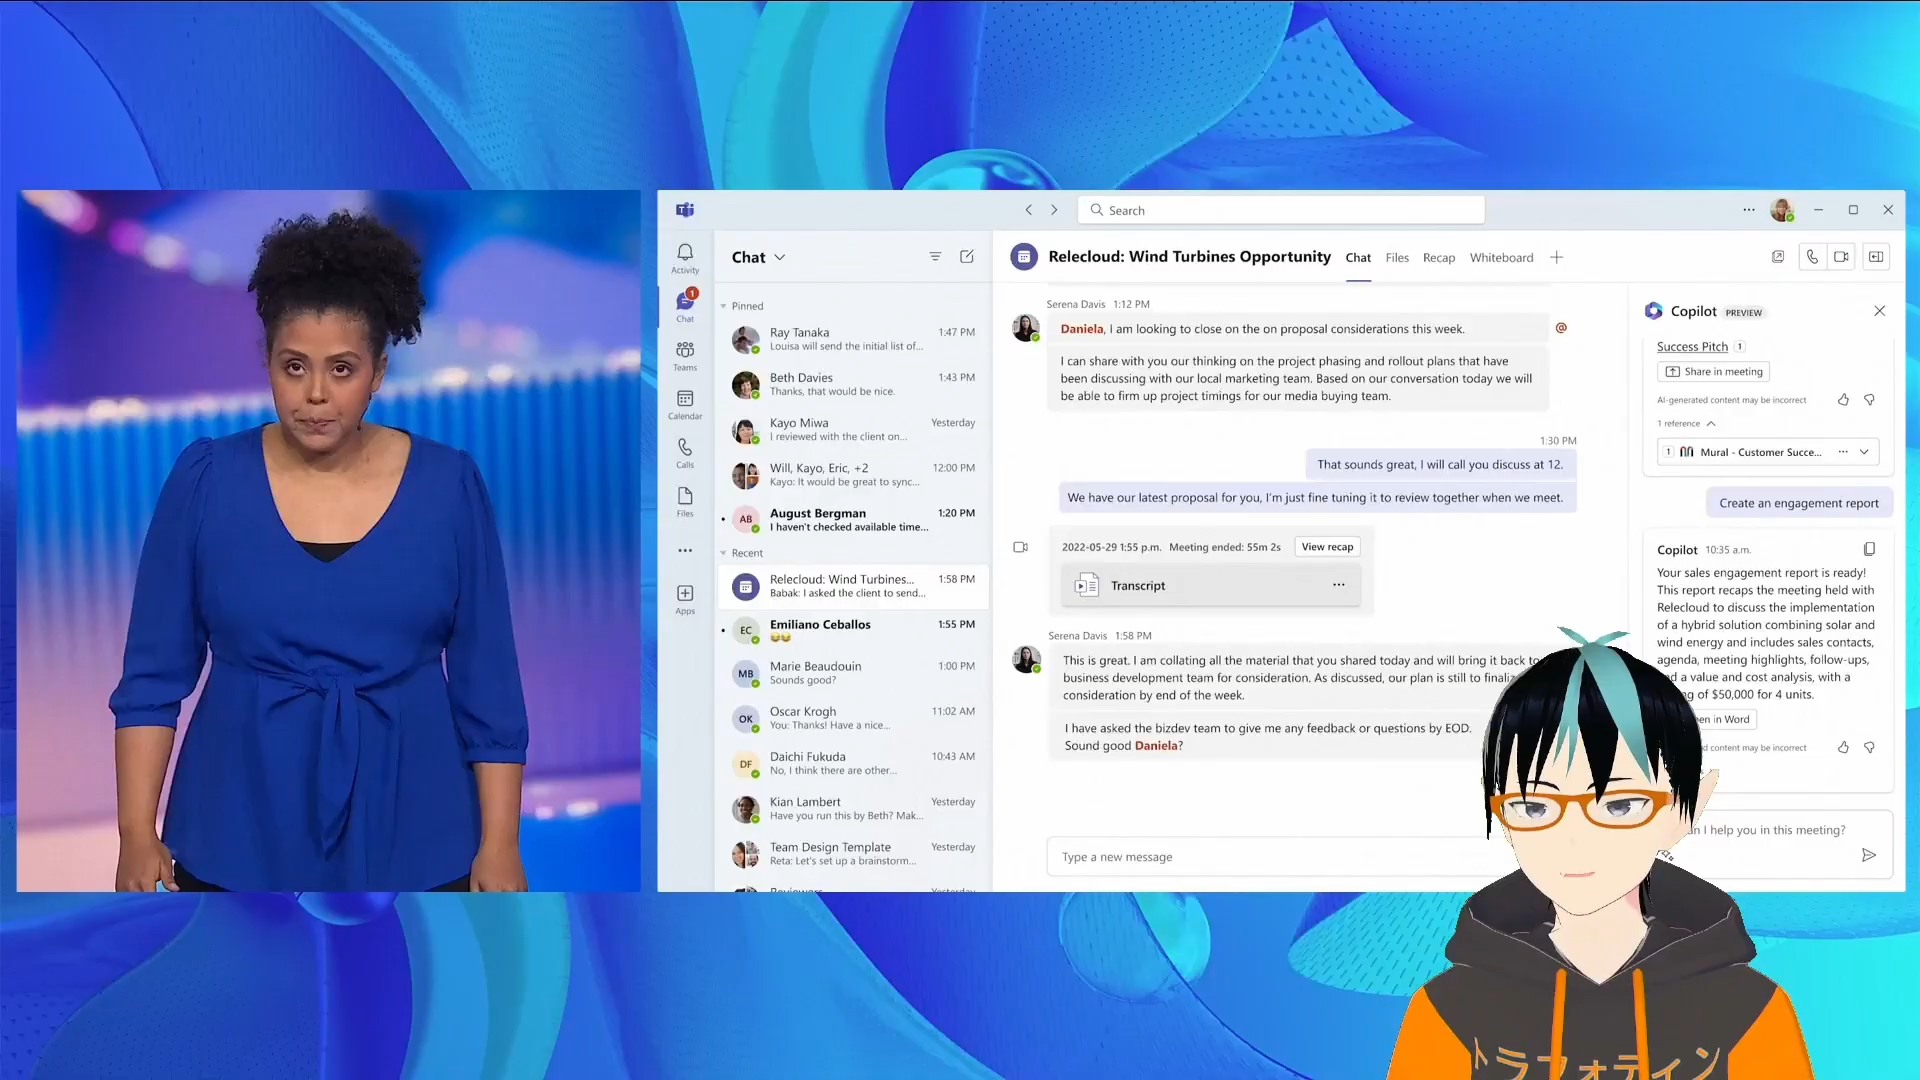 Search
Activity
1
Chat
Teams
Calendar
Calls
Files
Apps
Chat
Pinned
Ray Tanaka 1:47 PM
Louisa will send the initial list of...
Beth Davies 1:43 PM
Thanks, that would be nice.
Kayo Miwa Yesterday
I reviewed with the client on...
Will, Kayo, Eric, +2 12:00 PM
Kayo: It would be great to sync...
AB
August Bergman 1:20 PM
I haven't checked available time...
Recent
Relecloud: Wind Turbines... 1:58 PM
Babak: I asked the client to send...
EC
Emiliano Ceballos 1:55 PM
😂😂
MB
Marie Beaudouin 1:00 PM
Sounds good?
OK
Oscar Krogh 11:02 AM
You: Thanks! Have a nice...
DF
Daichi Fukuda 10:43 AM
No, I think there are other...
Kian Lambert Yesterday
Have you run this by Beth? Mak...
Team Design Template Yesterday
Reta: Let's set up a brainstorm...
Relecloud: Wind Turbines Opportunity Chat Files Recap Whiteboard
Serena Davis 1:12 PM
Daniela, I am looking to close on the on proposal considerations this week.
@
I can share with you our thinking on the project phasing and rollout plans that have
been discussing with our local marketing team. Based on our conversation today we will
be able to firm up project timings for our media buying team.
1:30 PM
That sounds great, I will call you discuss at 12.
We have our latest proposal for you, I'm just fine tuning it to review together when we meet.
2022-05-29 1:55 p.m. Meeting ended: 55m 2s View recap
Transcript
Serena Davis 1:58 PM
This is great. I am collating all the material that you shared today and will bring it back to
business development team for consideration. As discussed, our plan is still to
consideration by end of the week.
I have asked the bizdev team to give me any feedback or questions by EOD.
Sound good Daniela?
Type a new message
Copilot PREVIEW
Success Pitch 1
Share in meeting
AI-generated content may be incorrect
1 reference
1 Mural - Customer Succe...
Create an engagement report
Copilot 10:35 a.m.
Your sales engagement report is ready!
This report recaps the meeting held with
Relecloud to discuss the implementation
of a hybrid solution combining solar and
wind energy and includes sales contacts,
agenda, meeting highlights, follow-ups,
a value and cost analysis, with a
of $50,000 for 4 units.
in Word
content may be incorrect
I help you in this meeting?
トラフォティン